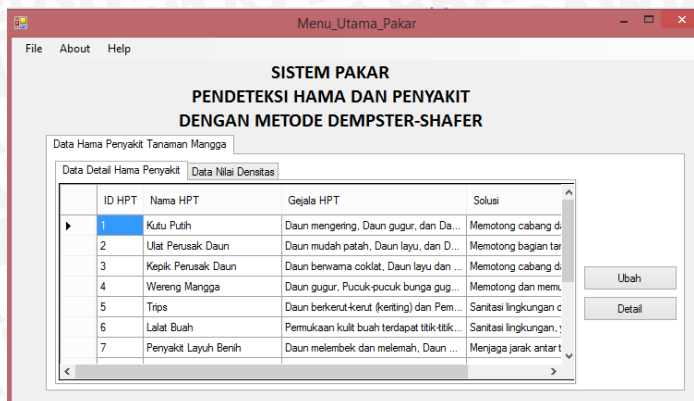 Menu_Utama_Pakar
File About Help
SISTEM PAKAR
PENDETEKSI HAMA DAN PENYAKIT
DENGAN METODE DEMPSTER-SHAFER
Data Hama Penyakit Tanaman Mangga
Data Detail Hama Penyakit Data Nilai Densitas
ID HPT Nama HPT Gejala HPT Solusi
1 Kutu Putih Daun mengering, Daun gugur, dan Da... Memotong cabang da
2 Ulat Perusak Daun Daun mudah patah, Daun layu, dan D... Memotong bagian tar
3 Kepik Perusak Daun Daun berwarna coklat, Daun layu dan ... Memotong cabang da
4 Wereng Mangga Daun gugur, Pucuk-pucuk bunga gug... Memotong dan memu
5 Trips Daun berkerut-kerut (keriting) dan Pem... Sanitasi lingkungan d
6 Lalat Buah Permukaan kulit buah terdapat titik-titik... Sanitasi lingkungan, y
7 Penyakit Layuh Benih Daun melembek dan melemah, Daun ... Menjaga jarak antar t
Ubah
Detail